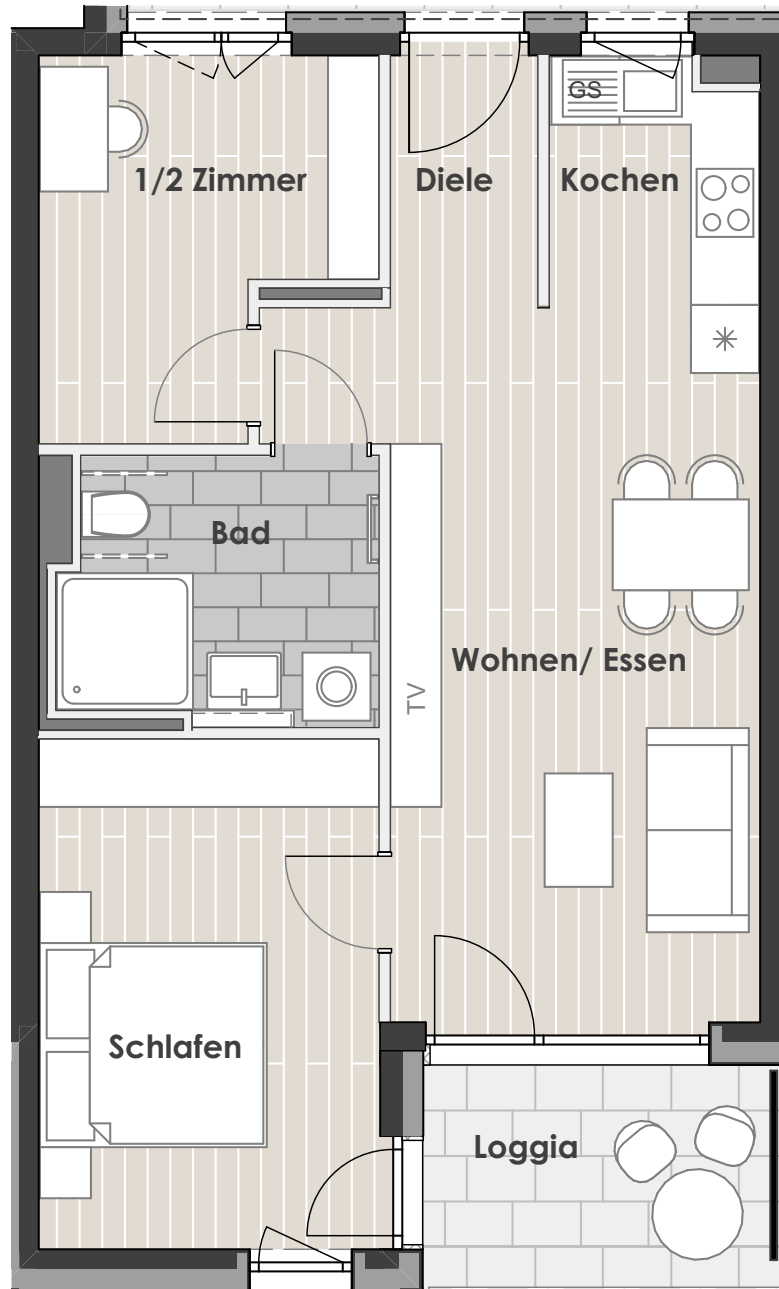 GS
1/2 Zimmer
Diele
Kochen
Bad
Wohnen/ Essen
TV
Schlafen
Loggia